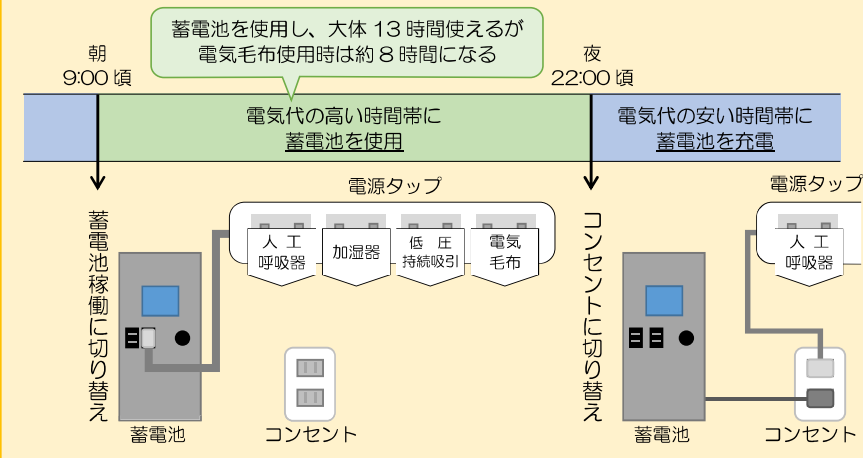 蓄電池を使用し、大体 13 時間使えるが
電気毛布使用時は約 8 時間になる
朝
9:00 頃
夜
22:00 頃
電気代の高い時間帯に
蓄電池を使用
電気代の安い時間帯に
蓄電池を充電
蓄電池稼働に切り替え
電源タップ
人 工
呼吸器
加湿器
低 圧
持続吸引
電気
毛布
蓄電池
コンセント
コンセントに切り替え
電源タップ
人 工
呼吸器
蓄電池
コンセント